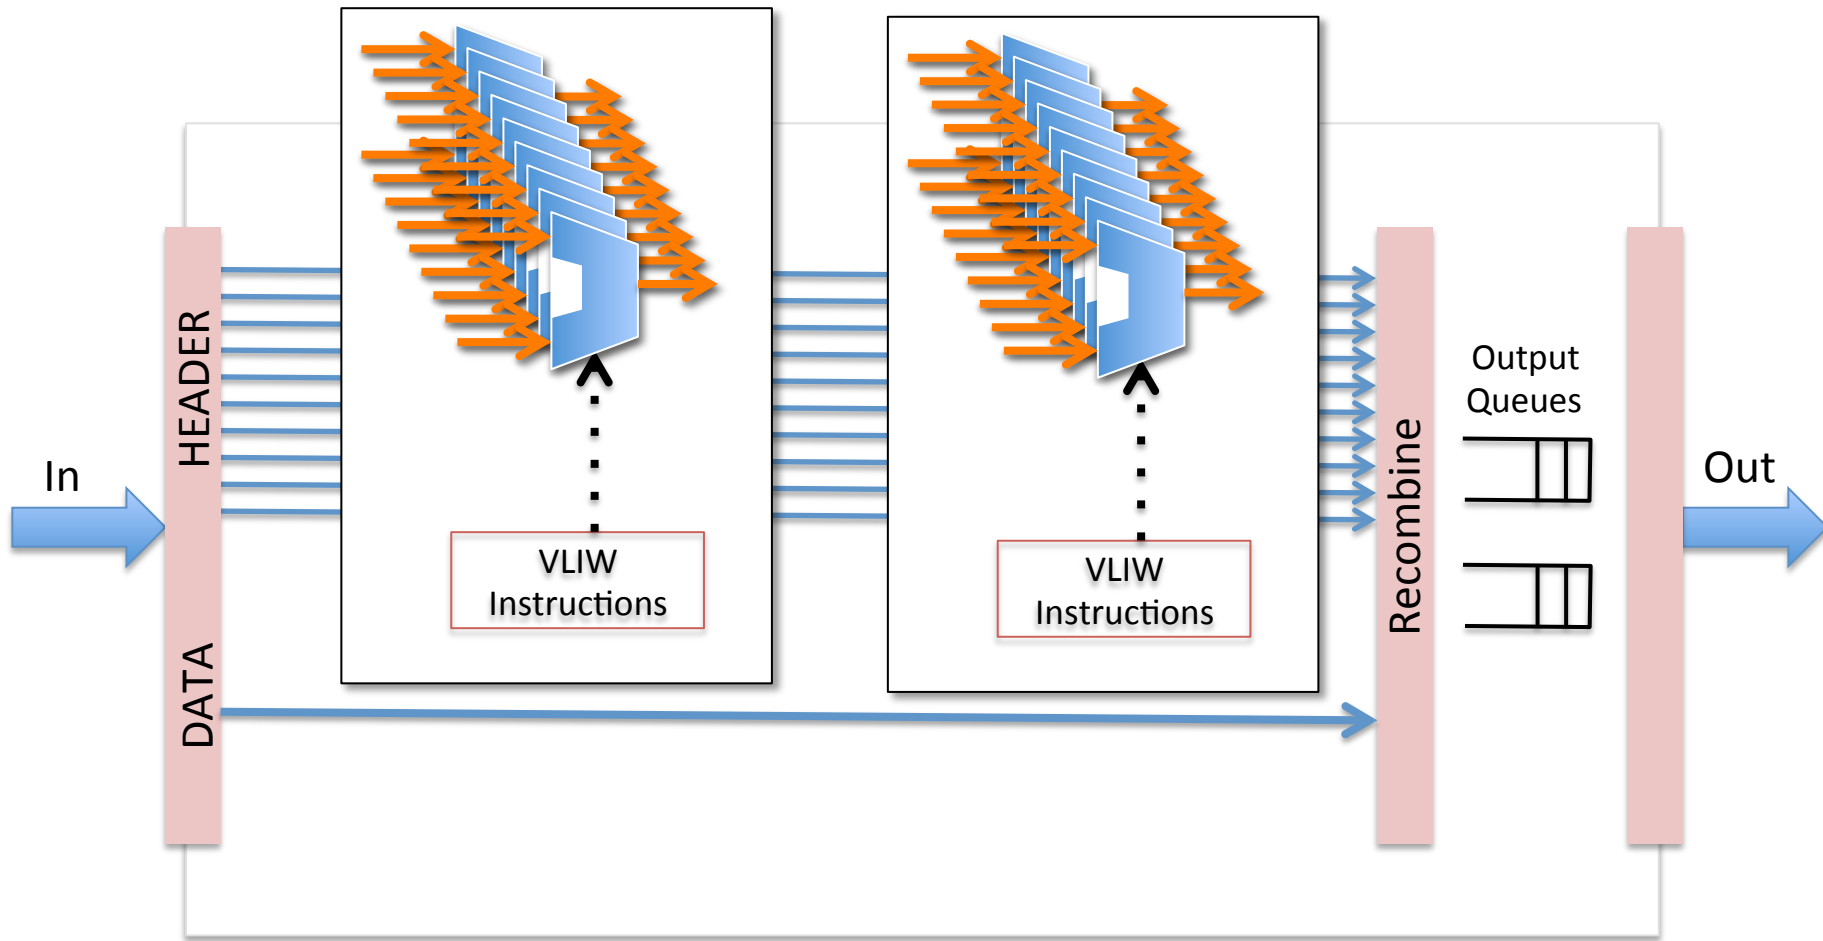 In
HEADER
DATA
VLIW
Instructions
VLIW
Instructions
Recombine
Output
Queues
Out